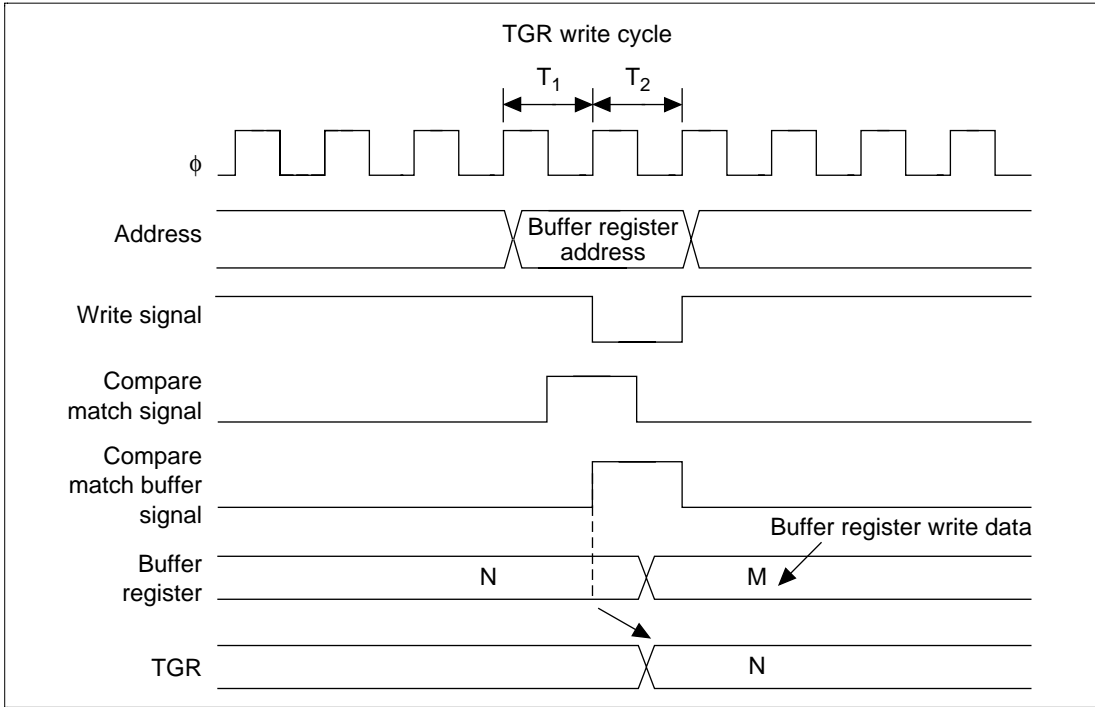 TGR write cycle
T1 T2
ϕ
Address
Buffer register
address
Write signal
Compare
match signal
Compare
match buffer
signal
Buffer register write data
Buffer
register
N M
TGR
N